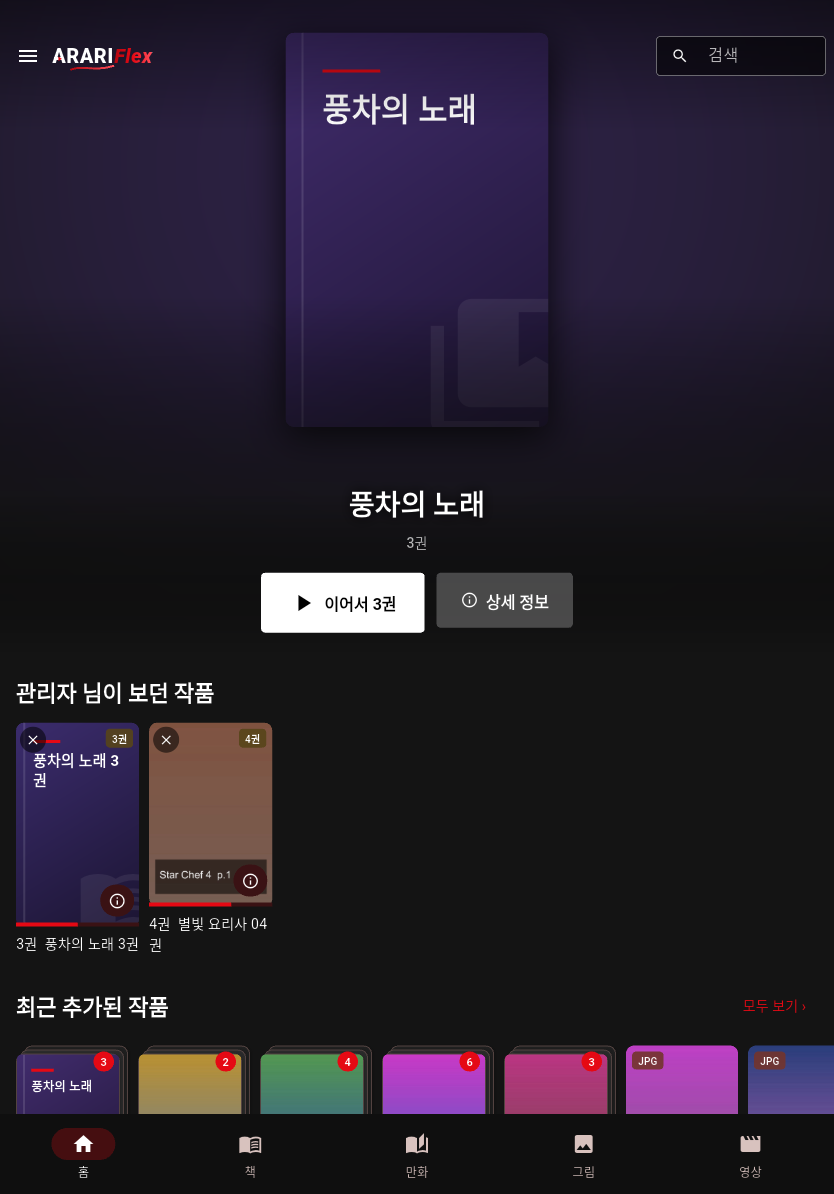 ARARIFlex
검색
풍차의 노래
풍차의 노래
3권
이어서 3권
상세 정보
관리자 님이 보던 작품
3권
풍차의 노래 3
권
4권
Star Chef 4 p.1
3권 풍차의 노래 3권
4권 별빛 요리사 04
권
최근 추가된 작품
모두 보기 ›
3
풍차의 노래
2
4
6
3
JPG
JPG
홈
책
만화
그림
영상